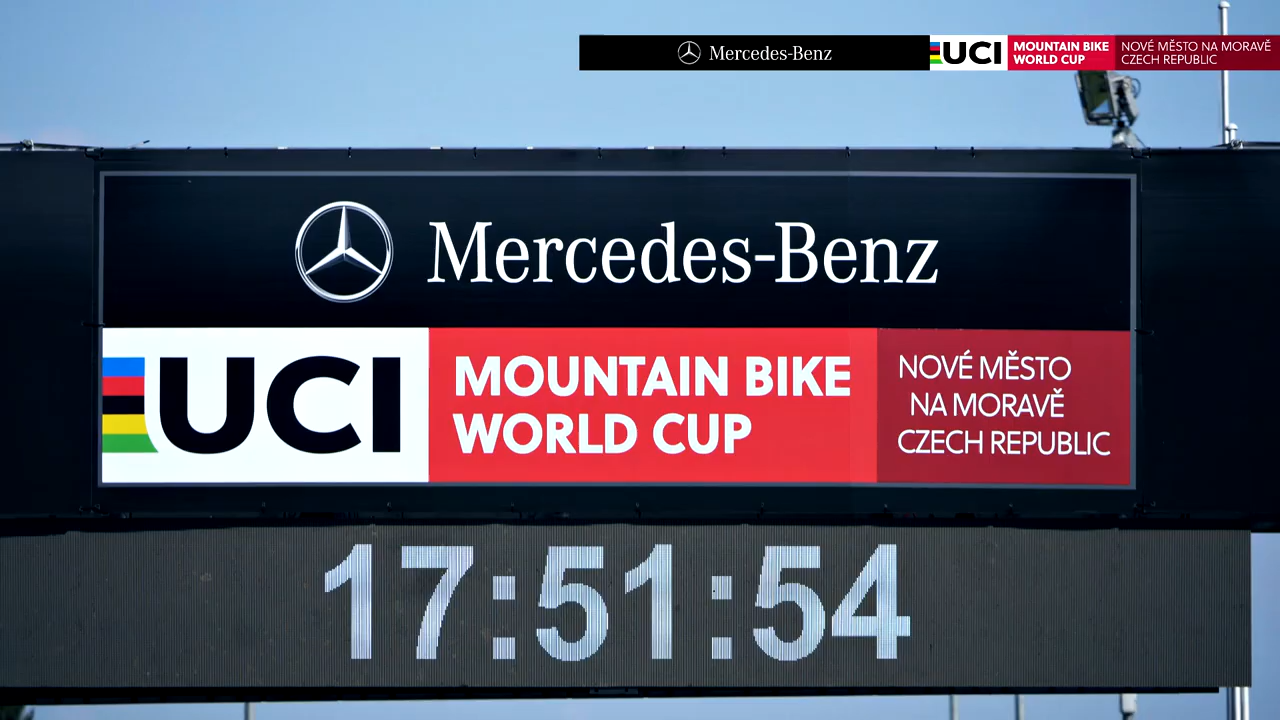 Mercedes-Benz
UCI
MOUNTAIN BIKE
WORLD CUP
NOVÉ MĚSTO NA MORAVĚ
CZECH REPUBLIC
Mercedes-Benz
UCI
MOUNTAIN BIKE
WORLD CUP
NOVÉ MĚSTO
NA MORAVĚ
CZECH REPUBLIC
17:51:54